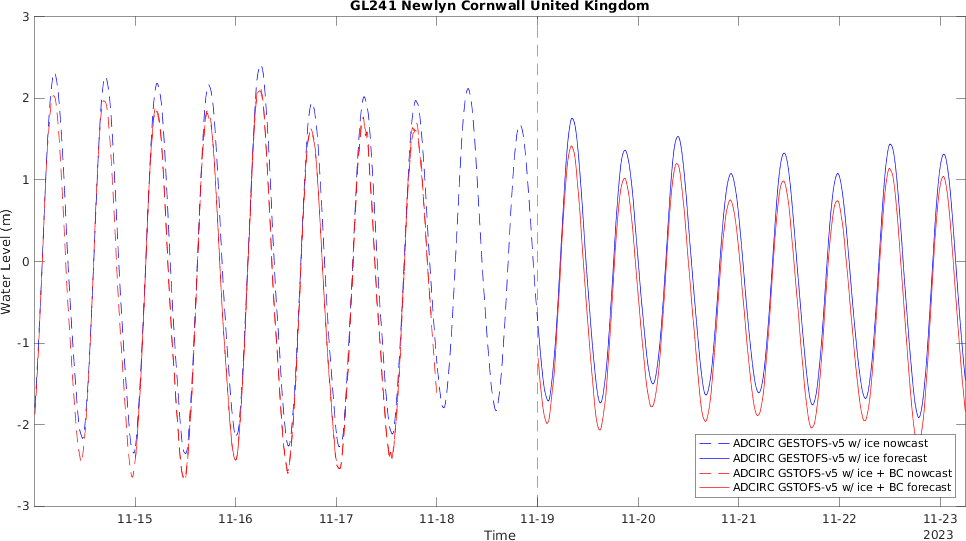 GL241 Newlyn Cornwall United Kingdom
3
2
1
0
-1
-2
-3
Water Level (m)
ADCIRC GESTOFS-v5 w/ ice nowcast
ADCIRC GESTOFS-v5 w/ ice forecast
ADCIRC GSTOFS-v5 w/ ice + BC nowcast
ADCIRC GSTOFS-v5 w/ ice + BC forecast
11-15 11-16 11-17 11-18 11-19 11-20 11-21 11-22 11-23
2023
Time